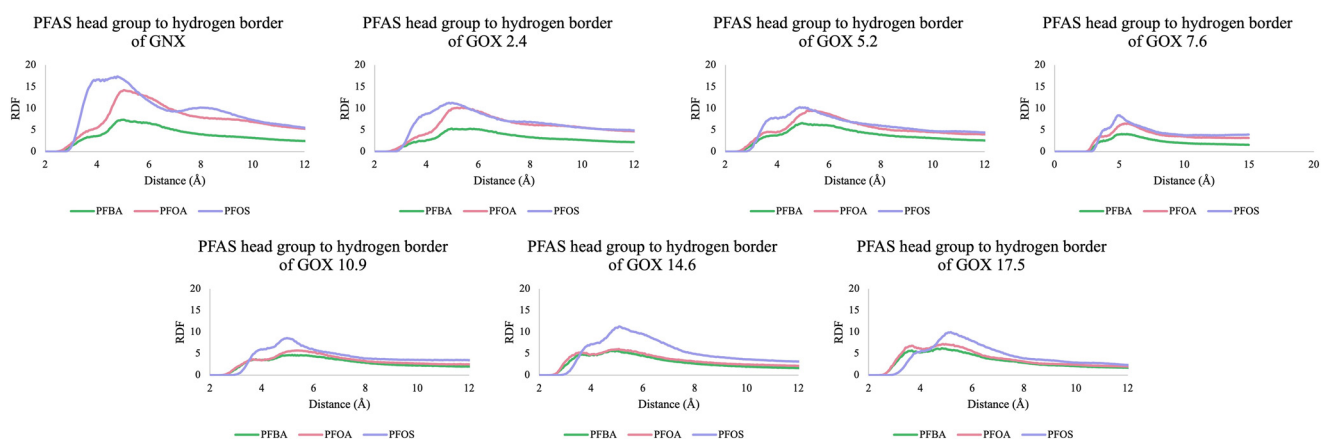 PFAS head group to hydrogen border
of GNX
20
15
10
5
0
RDF
2 4 6 8 10 12
Distance (Å)
PFBA PFOA PFOS
PFAS head group to hydrogen border
of GOX 2.4
20
15
10
5
0
RDF
2 4 6 8 10 12
Distance (Å)
PFBA PFOA PFOS
PFAS head group to hydrogen border
of GOX 5.2
20
15
10
5
0
RDF
2 4 6 8 10 12
Distance (Å)
PFBA PFOA PFOS
PFAS head group to hydrogen border
of GOX 7.6
20
15
10
5
0
RDF
0 5 10 15 20
Distance (Å)
PFBA PFOA PFOS
PFAS head group to hydrogen border
of GOX 10.9
20
15
10
5
0
RDF
2 4 6 8 10 12
Distance (Å)
PFBA PFOA PFOS
PFAS head group to hydrogen border
of GOX 14.6
20
15
10
5
0
RDF
2 4 6 8 10 12
Distance (Å)
PFBA PFOA PFOS
PFAS head group to hydrogen border
of GOX 17.5
20
15
10
5
0
RDF
2 4 6 8 10 12
Distance (Å)
PFBA PFOA PFOS